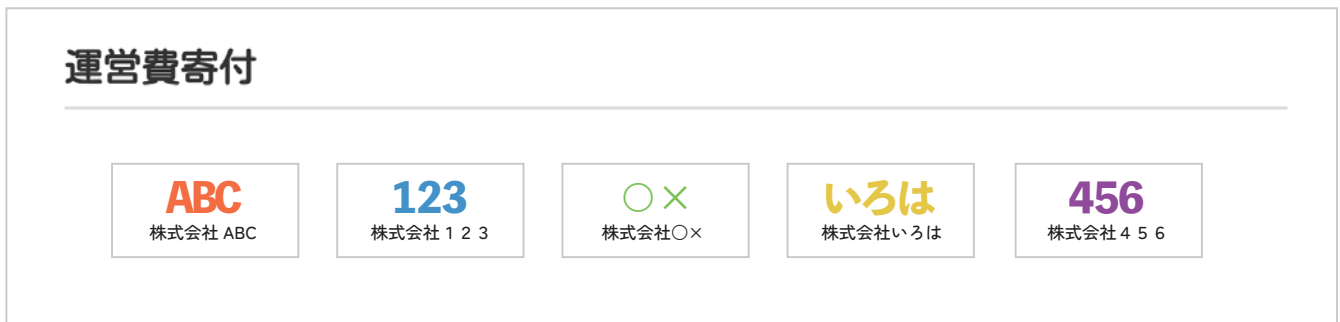 運営費寄付
ABC
株式会社 ABC
123
株式会社１２３
○×
株式会社○×
いろは
株式会社いろは
456
株式会社４５６